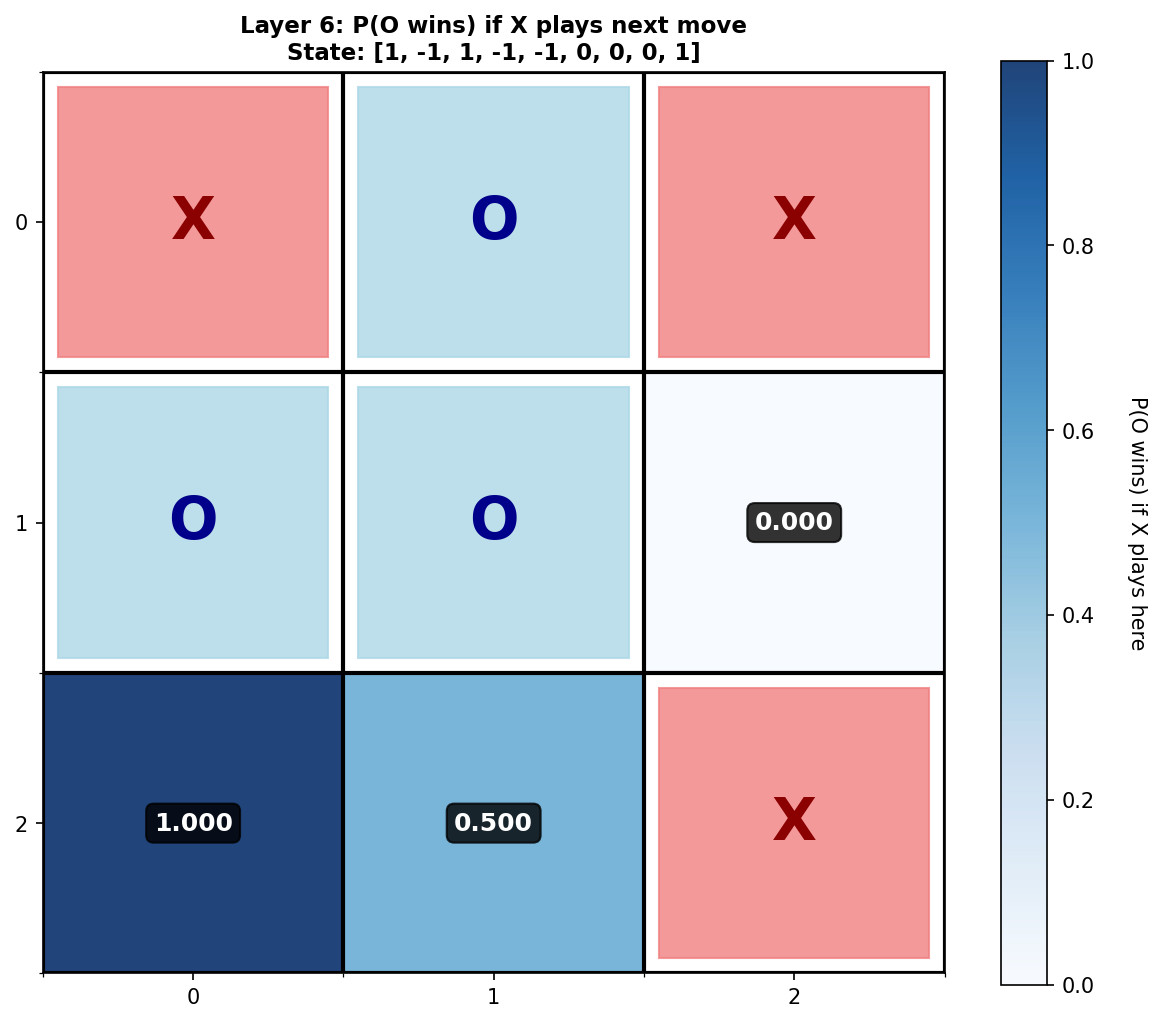 Layer 6: P(O wins) if X plays next move
State: [1, -1, 1, -1, -1, 0, 0, 0, 1]
X O X
0
O O 0.000
1
1.000 0.500 X
2
0 1 2
1.0
0.8
0.6
0.4
0.2
0.0
P(O wins) if X plays here